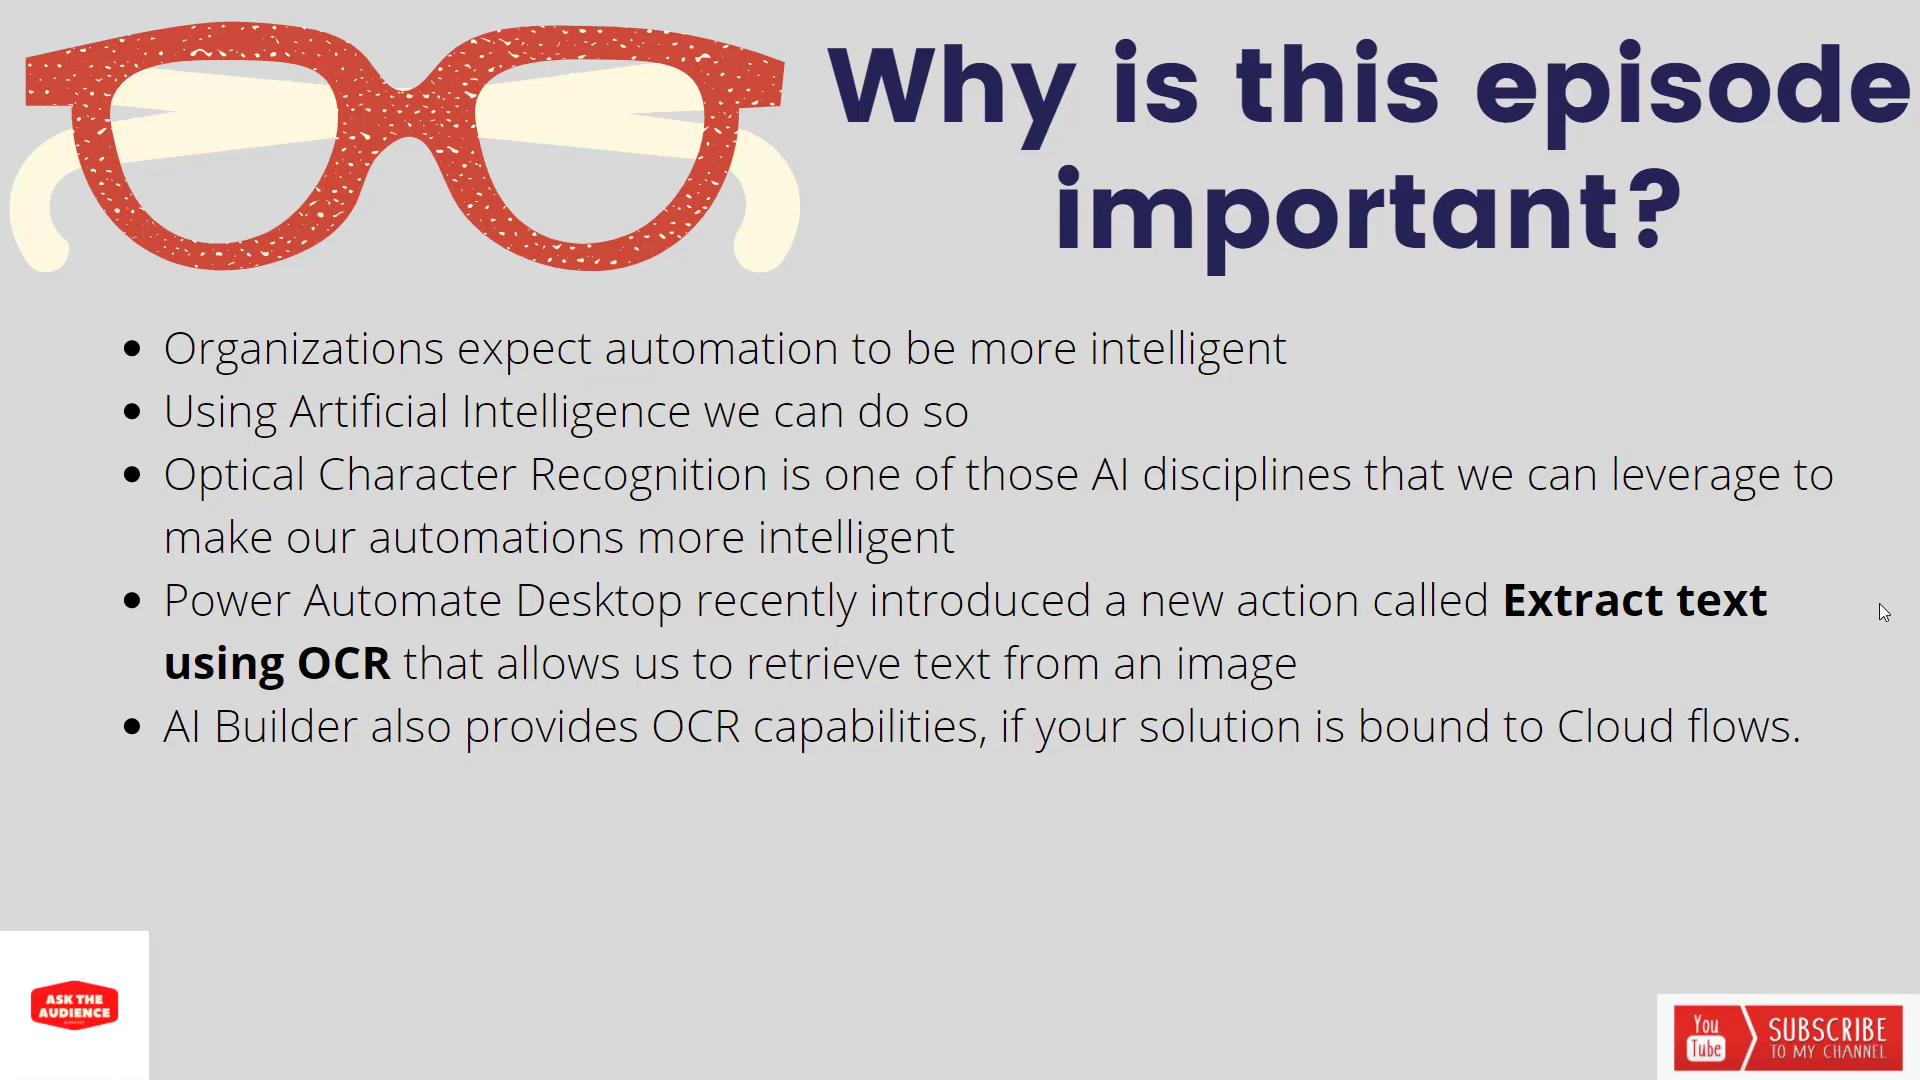 Why is this episode
important?
• Organizations expect automation to be more intelligent
• Using Artificial Intelligence we can do so
• Optical Character Recognition is one of those AI disciplines that we can leverage to
make our automations more intelligent
• Power Automate Desktop recently introduced a new action called Extract text
using OCR that allows us to retrieve text from an image
• AI Builder also provides OCR capabilities, if your solution is bound to Cloud flows.
ASK THE
AUDIENCE
You
Tube
SUBSCRIBE
TO MY CHANNEL